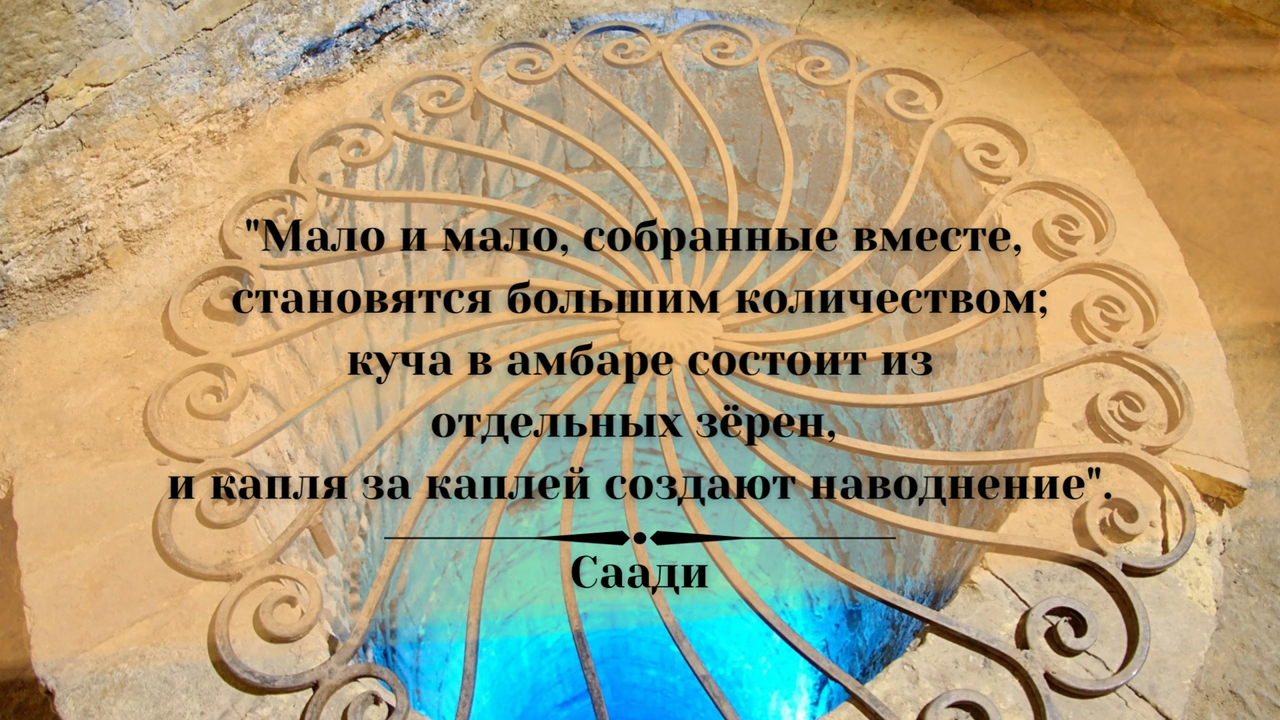 "Мало и мало, собранные вместе,
становятся большим количеством;
куча в амбаре состоит из
отдельных зёрен,
и капля за каплей создают наводнение".
Саади